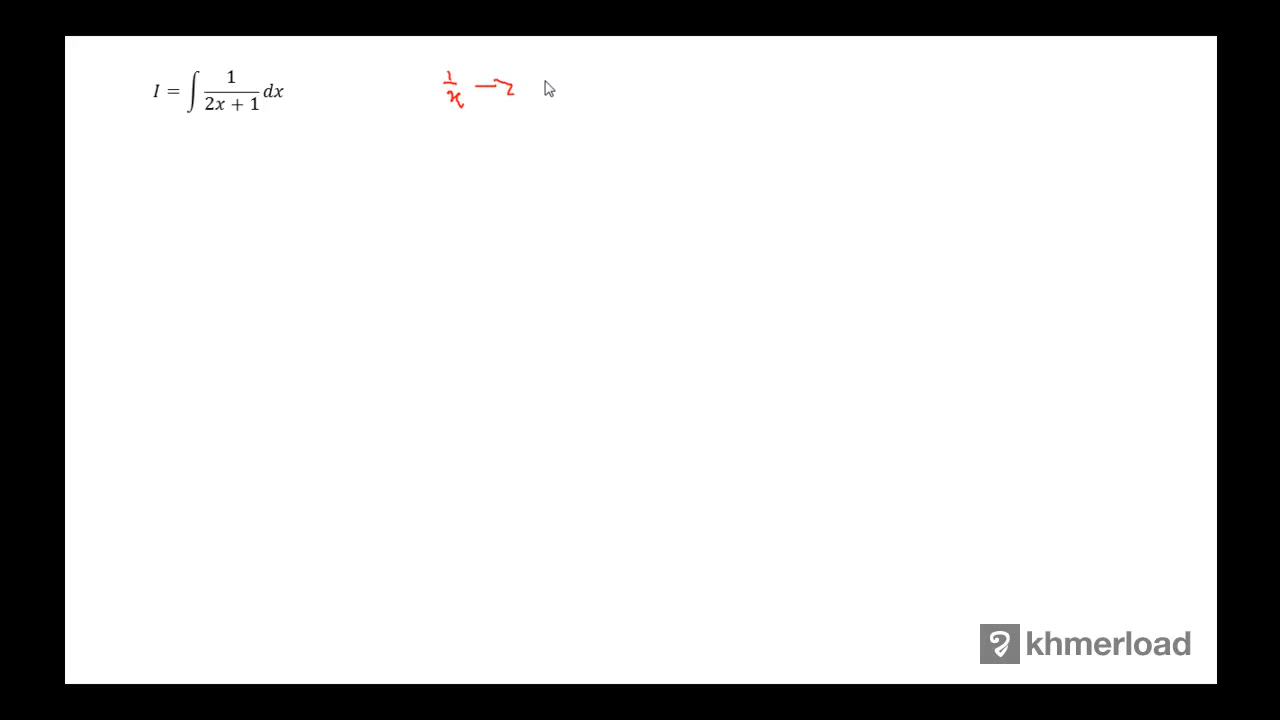 I = ∫ 1/(2x + 1) dx
1/x →
khmerload